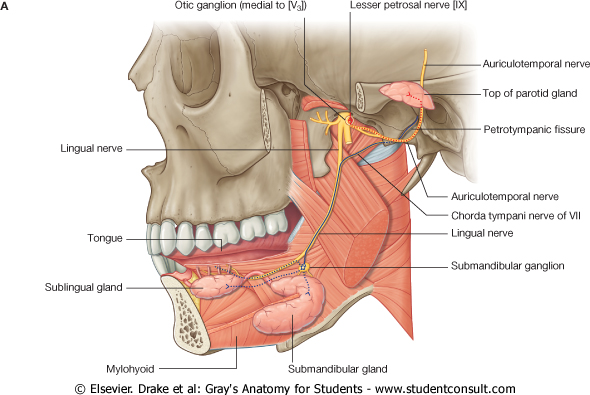 A
Otic ganglion (medial to [V3])
Lesser petrosal nerve [IX]
Auriculotemporal nerve
Top of parotid gland
Petrotympanic fissure
Lingual nerve
Auriculotemporal nerve
Chorda tympani nerve of VII
Tongue
Lingual nerve
Submandibular ganglion
Sublingual gland
Mylohyoid
Submandibular gland
© Elsevier. Drake et al: Gray's Anatomy for Students - www.studentconsult.com